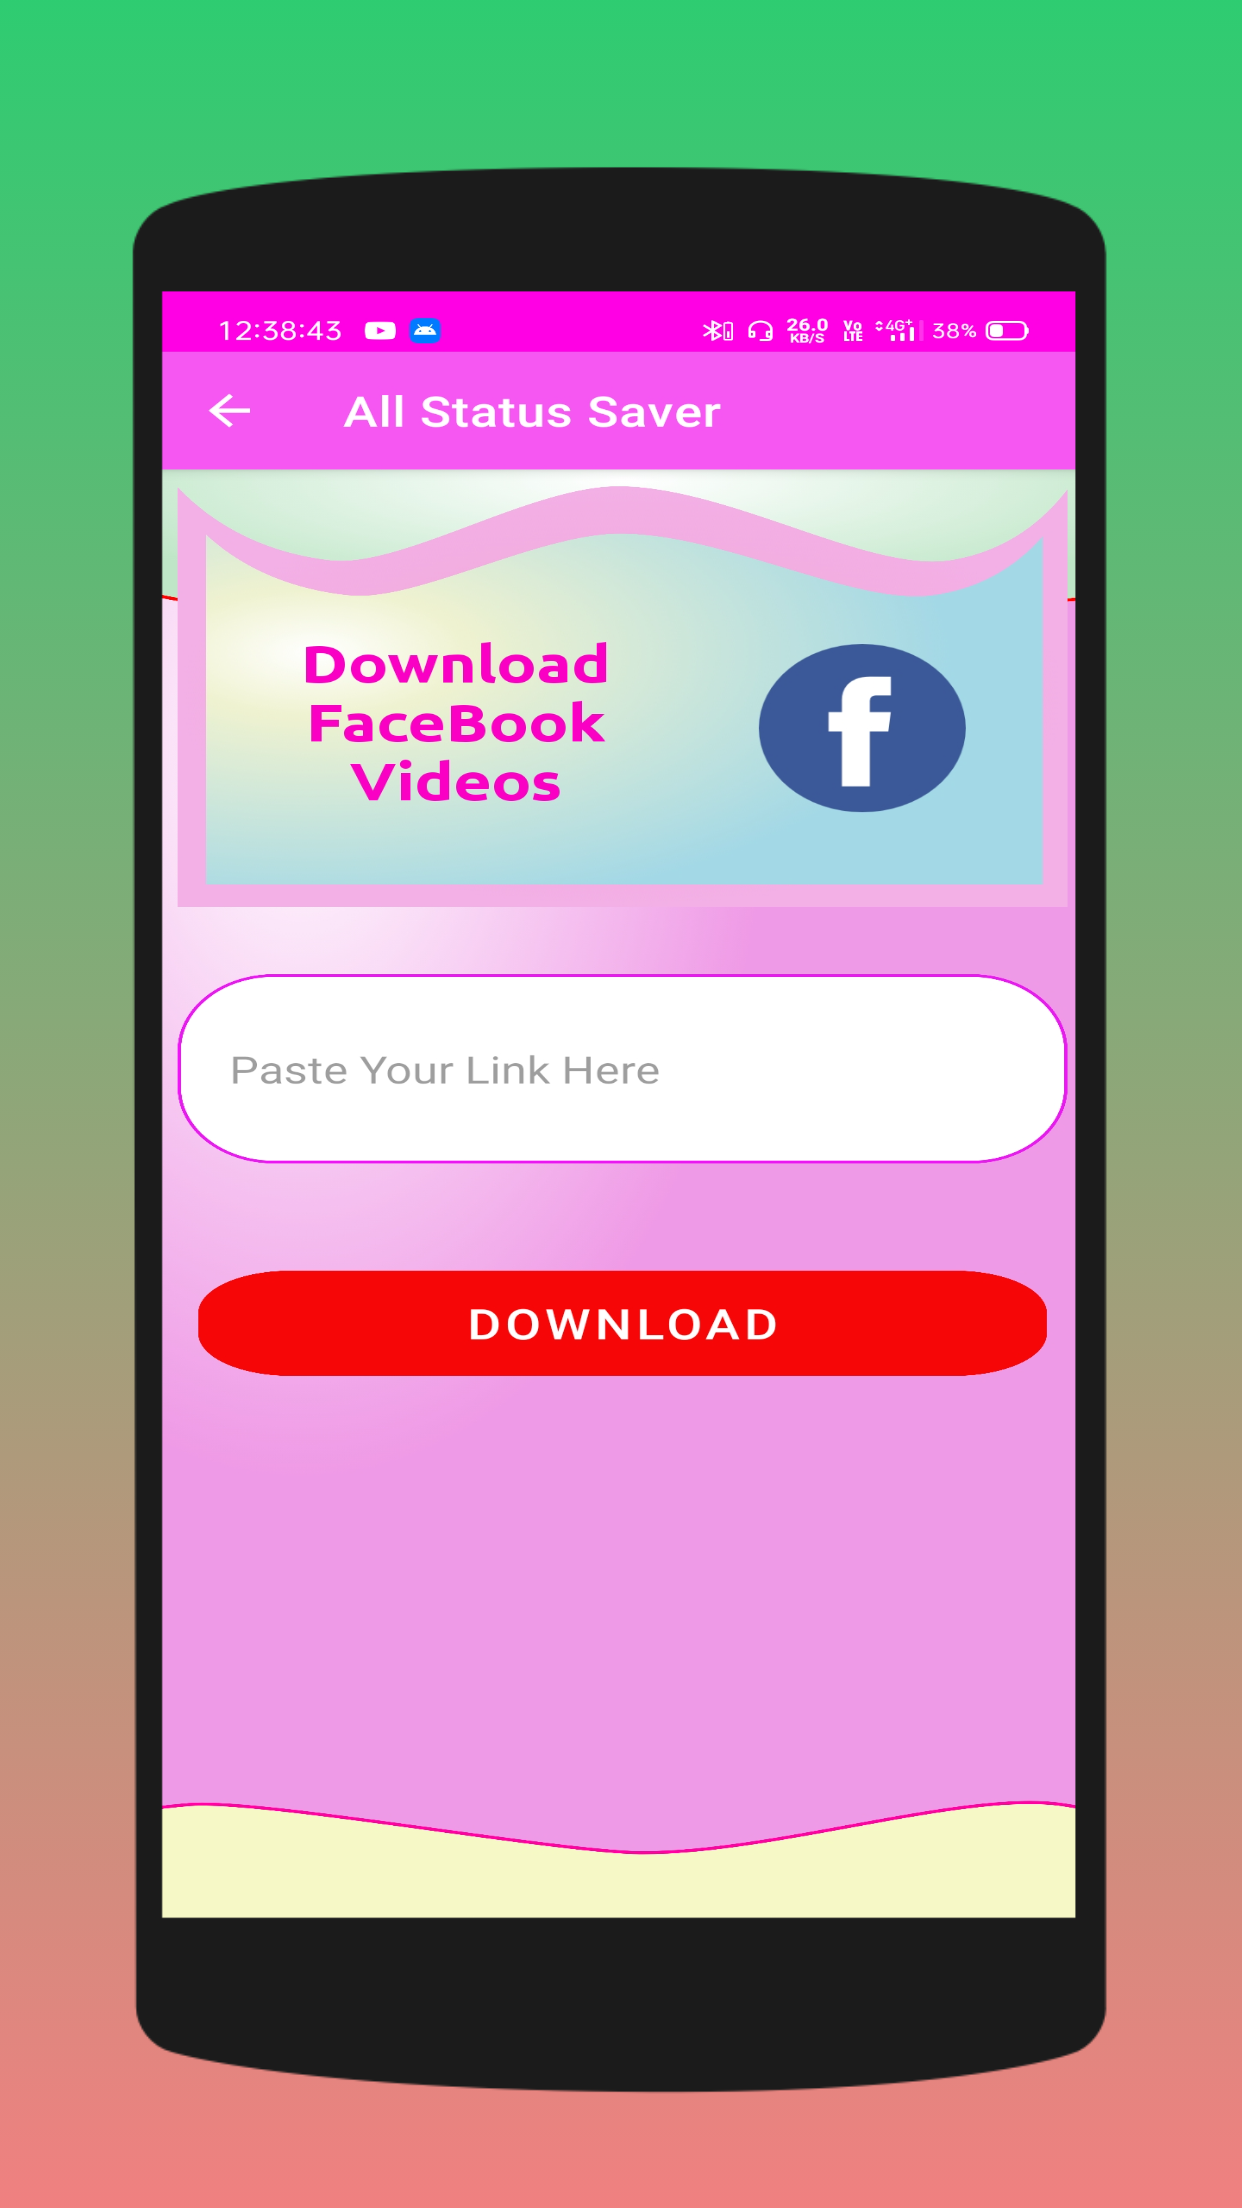 12:38:43 26.0 KB/S Vo LTE 4G+ 38%
All Status Saver
Download
FaceBook
Videos
f
Paste Your Link Here
DOWNLOAD